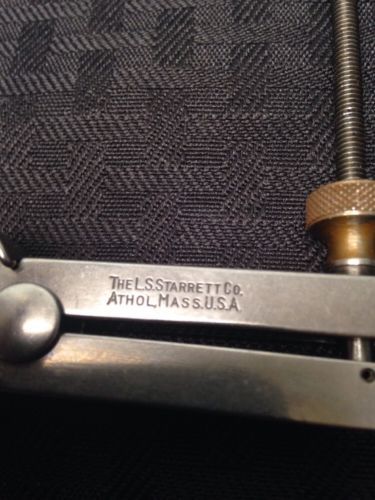 THE L.S.STARRETT CO.
ATHOL, MASS. U.S.A.